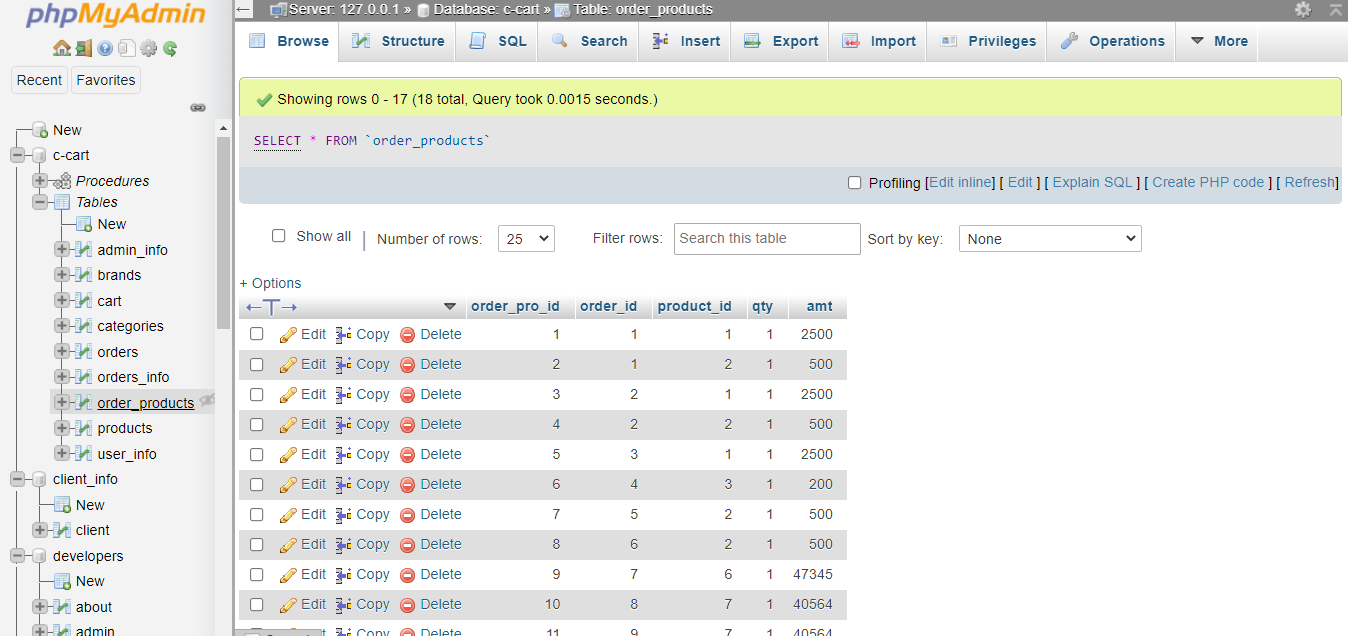 phpMyAdmin
Recent Favorites
New
c-cart
Procedures
Tables
New
admin_info
brands
cart
categories
orders
orders_info
order_products
products
user_info
client_info
New
client
developers
New
about
admin
Server: 127.0.0.1 » Database: c-cart » Table: order_products
Browse Structure SQL Search Insert Export Import Privileges Operations More
Showing rows 0 - 17 (18 total, Query took 0.0015 seconds.)
SELECT * FROM `order_products`
Profiling [Edit inline] [ Edit ] [ Explain SQL ] [ Create PHP code ] [ Refresh]
Show all | Number of rows: 25 Filter rows: Search this table Sort by key: None
+ Options
←T→ order_pro_id order_id product_id qty amt
Edit Copy Delete 1 1 1 1 2500
Edit Copy Delete 2 1 2 1 500
Edit Copy Delete 3 2 1 1 2500
Edit Copy Delete 4 2 2 1 500
Edit Copy Delete 5 3 1 1 2500
Edit Copy Delete 6 4 3 1 200
Edit Copy Delete 7 5 2 1 500
Edit Copy Delete 8 6 2 1 500
Edit Copy Delete 9 7 6 1 47345
Edit Copy Delete 10 8 7 1 40564
Edit Copy Delete 11 9 7 1 40564